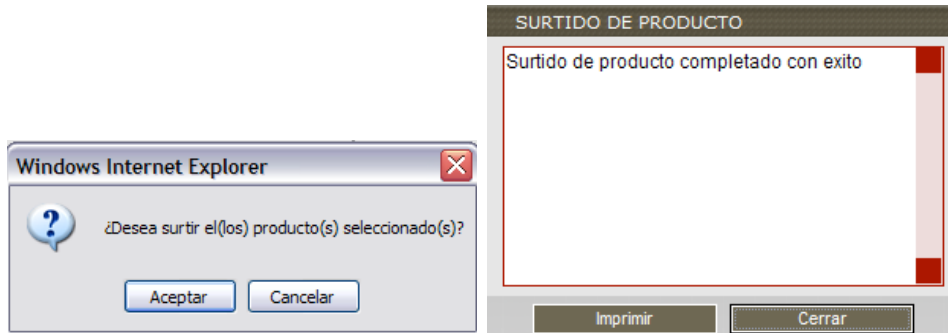 Windows Internet Explorer
¿Desea surtir el(los) producto(s) seleccionado(s)?
Aceptar Cancelar
SURTIDO DE PRODUCTO
Surtido de producto completado con exito
Imprimir Cerrar